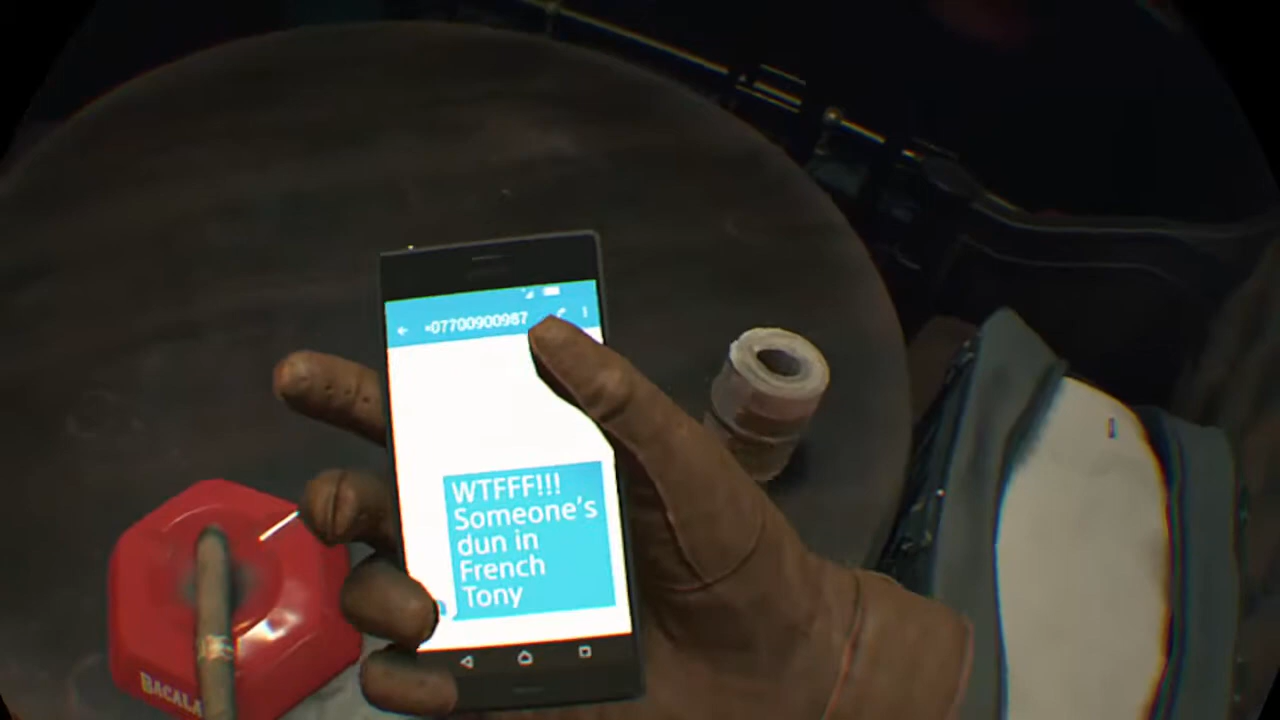 07700900987
WTFFF!!!
Someone's
dun in
French
Tony
BACALA